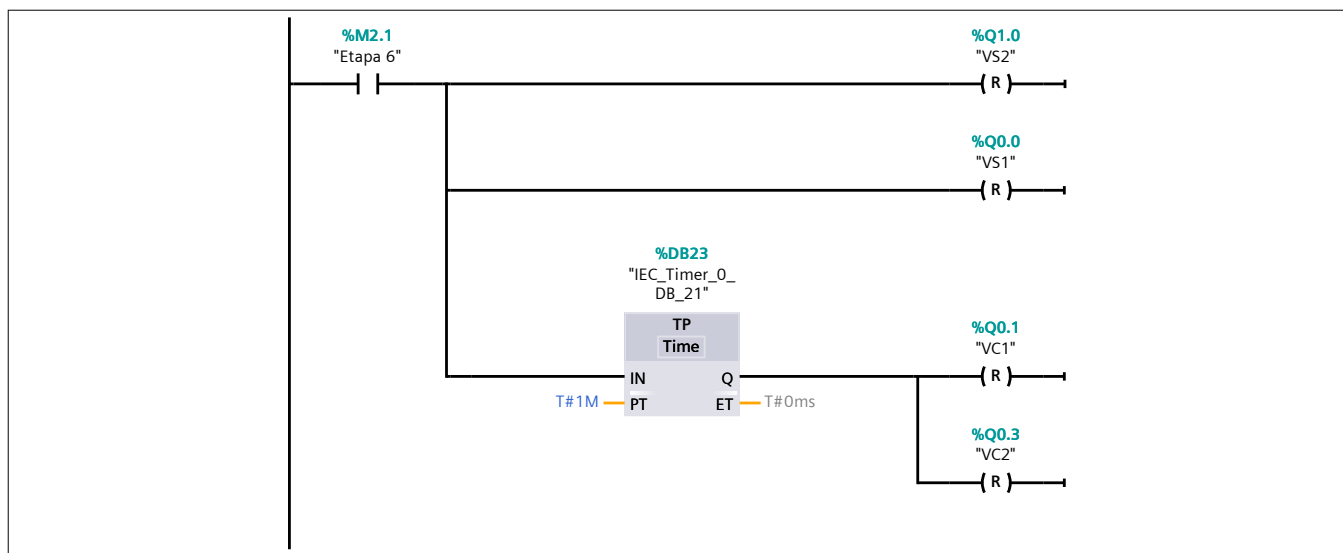 %M2.1
"Etapa 6"
%Q1.0
"VS2"
R
%Q0.0
"VS1"
R
%DB23
"IEC_Timer_0_
DB_21"
TP
Time
IN Q
T#1M PT ET T#0ms
%Q0.1
"VC1"
R
%Q0.3
"VC2"
R